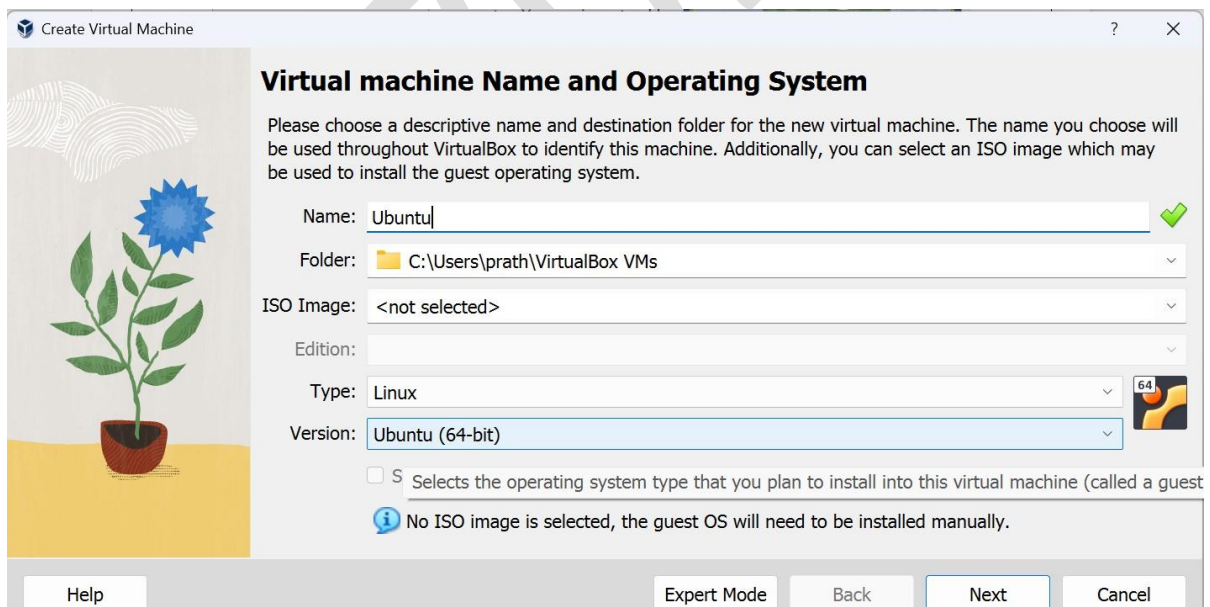 Create Virtual Machine
?
Virtual machine Name and Operating System
Please choose a descriptive name and destination folder for the new virtual machine. The name you choose will
be used throughout VirtualBox to identify this machine. Additionally, you can select an ISO image which may
be used to install the guest operating system.
Name: Ubuntu
Folder: C:\Users\prath\VirtualBox VMs
ISO Image: <not selected>
Edition:
Type: Linux
64
Version: Ubuntu (64-bit)
S
Selects the operating system type that you plan to install into this virtual machine (called a guest
No ISO image is selected, the guest OS will need to be installed manually.
Help Expert Mode Back Next Cancel